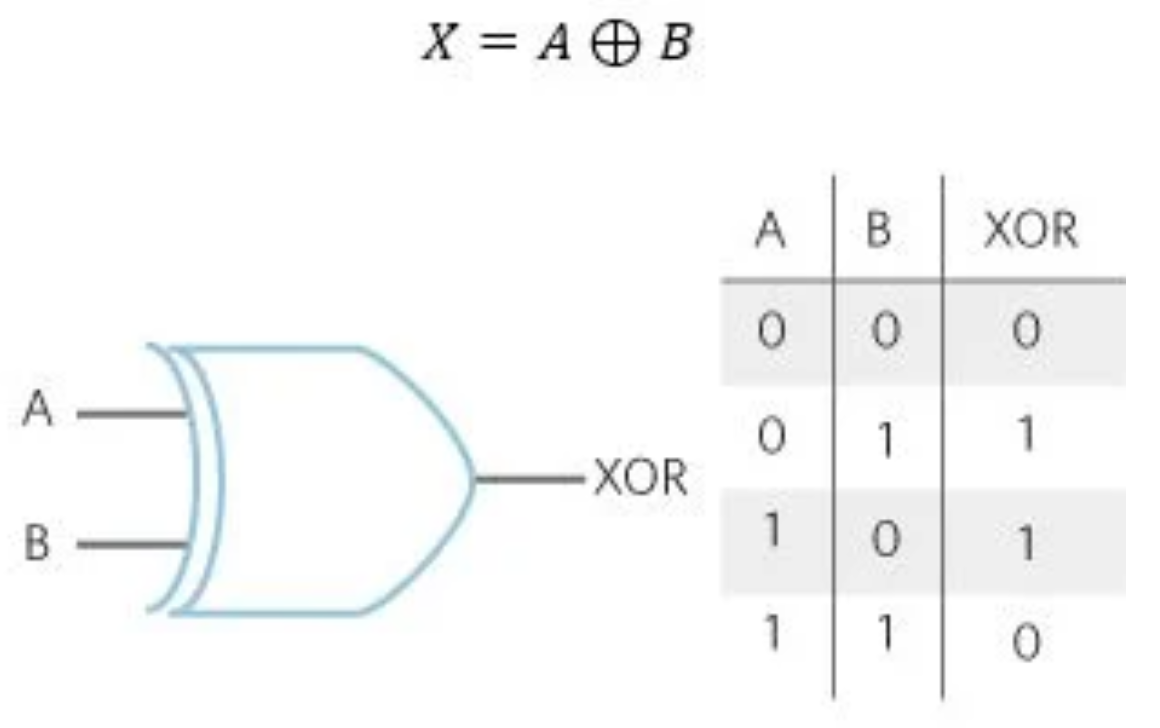 X = A ⊕ B
A B XOR
0 0 0
A
0 1 1
XOR
B
1 0 1
1 1 0